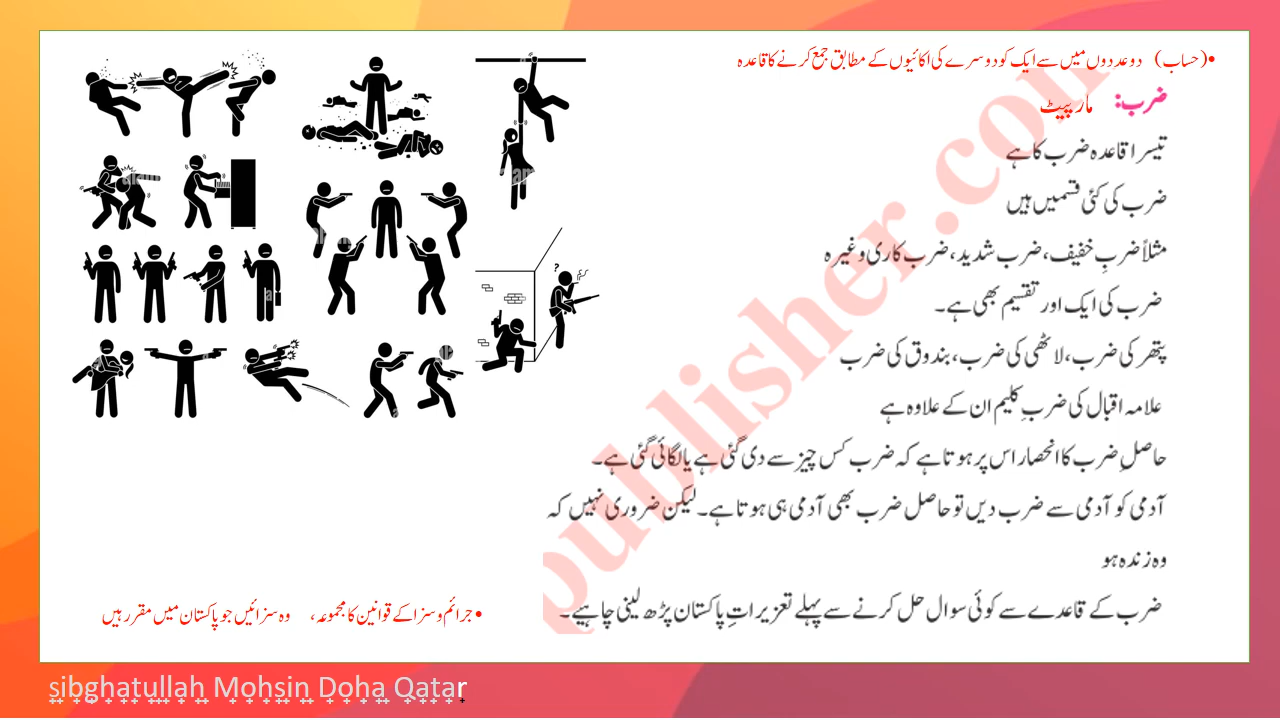 •(حساب) دو عددوں میں سے ایک کو دوسرے کی اکائیوں کے مطابق جمع کرنے کا قاعدہ
ضرب: مار پیٹ
تیسرا قاعدہ ضرب کا ہے
ضرب کی کئی قسمیں ہیں
مثلاً ضربِ خفیف، ضرب شدید، ضرب کاری وغیرہ
ضرب کی ایک اور تقسیم بھی ہے۔
پتھر کی ضرب، لاٹھی کی ضرب، بندوق کی ضرب
علامہ اقبال کی ضربِ کلیم ان کے علاوہ ہے
حاصلِ ضرب کا انحصار اس پر ہوتا ہے کہ ضرب کس چیز سے دی گئی ہے یا لگائی گئی ہے۔
آدمی کو آدمی سے ضرب دیں تو حاصل ضرب بھی آدمی ہی ہوتا ہے۔ لیکن ضروری نہیں کہ
وہ زندہ ہو
ضرب کے قاعدے سے کوئی سوال حل کرنے سے پہلے تعزیراتِ پاکستان پڑھ لینی چاہیے۔
•جرائم و سزا کے قوانین کا مجموعہ، وہ سزائیں جو پاکستان میں مقرر ہیں
publisher.com
sibghatullah Mohsin Doha Qatar